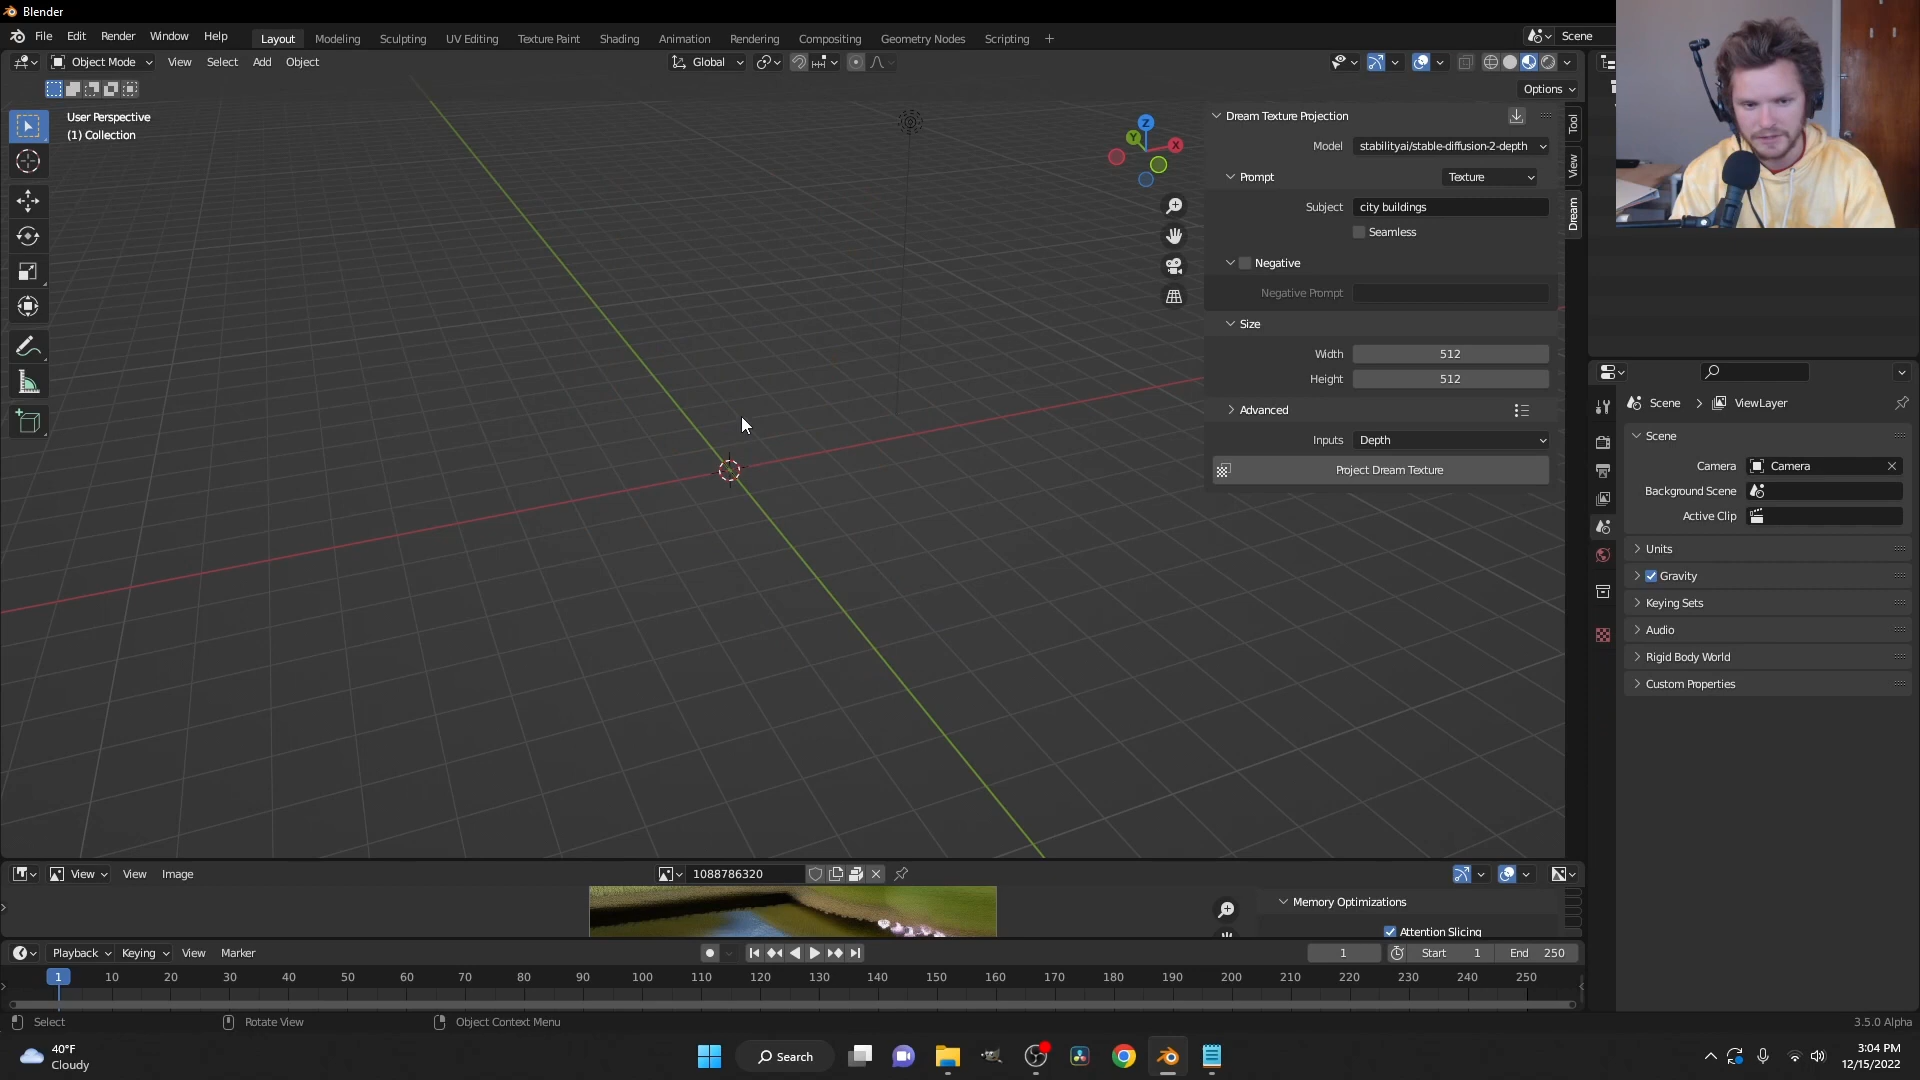 Blender
File Edit Render Window Help Layout Modeling Sculpting UV Editing Texture Paint Shading Animation Rendering Compositing Geometry Nodes Scripting + Scene
Object Mode View Select Add Object Global
Options
User Perspective
(1) Collection
Z
Y
X
Dream Texture Projection
Model stabilityai/stable-diffusion-2-depth
Prompt Texture
Subject city buildings
Seamless
Negative
Negative Prompt
Size
Width 512
Height 512
Advanced
Inputs Depth
Project Dream Texture
Tool
View
Dream
Scene > ViewLayer
Scene
Camera Camera
Background Scene
Active Clip
Units
Gravity
Keying Sets
Audio
Rigid Body World
Custom Properties
View View Image 1088786320
Memory Optimizations
Attention Slicing
Playback Keying View Marker 1 Start 1 End 250
1 10 20 30 40 50 60 70 80 90 100 110 120 130 140 150 160 170 180 190 200 210 220 230 240 250
Select Rotate View Object Context Menu 3.5.0 Alpha
40°F
Cloudy
Search
3:04 PM
12/15/2022